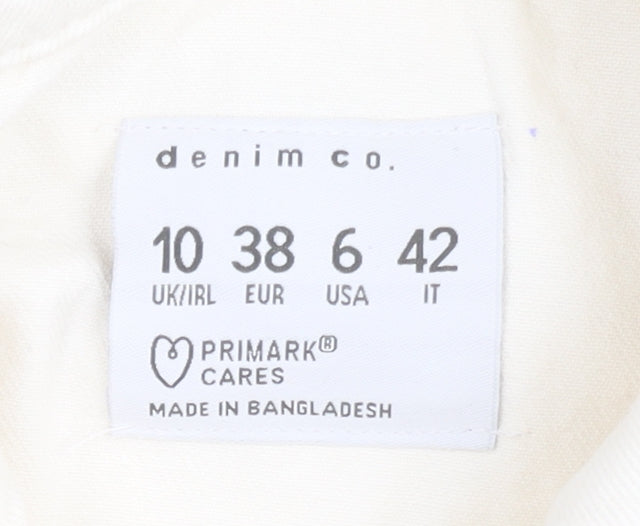 denim co.
10 38 6 42
UK/IRL EUR USA IT
PRIMARK®
CARES
MADE IN BANGLADESH